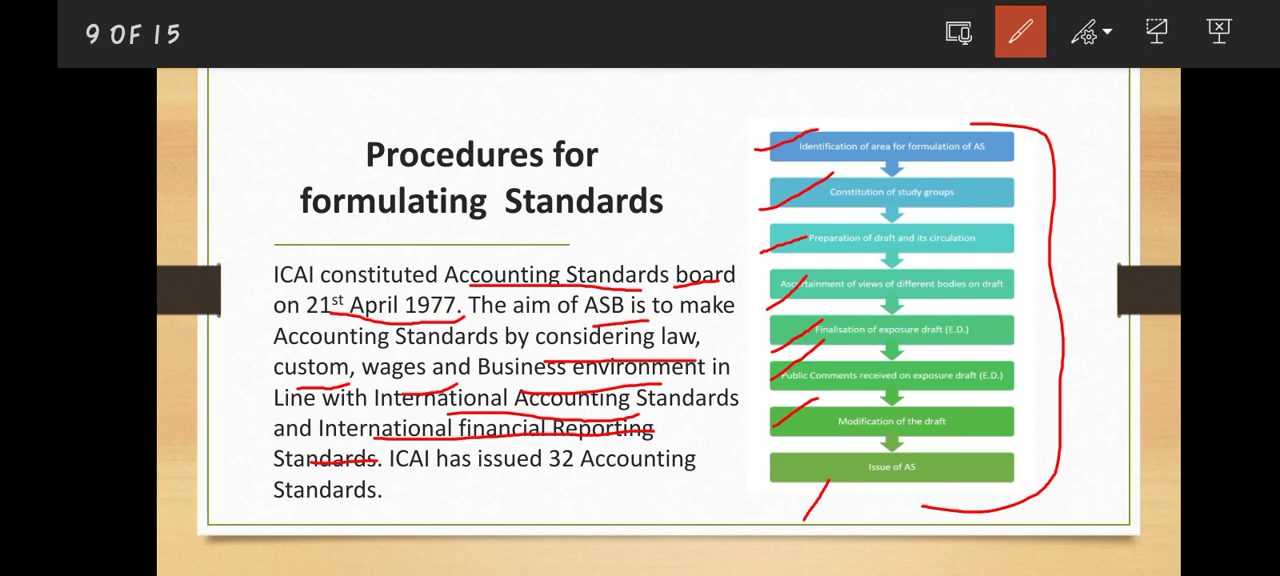 9 OF 15
Procedures for
formulating Standards
ICAI constituted Accounting Standards board
on 21st April 1977. The aim of ASB is to make
Accounting Standards by considering law,
custom, wages and Business environment in
Line with International Accounting Standards
and International financial Reporting
Standards. ICAI has issued 32 Accounting
Standards.
Identification of area for formulation of AS
Constitution of study groups
Preparation of draft and its circulation
Ascertainment of views of different bodies on draft
Finalisation of exposure draft (E.D.)
Public Comments received on exposure draft (E.D.)
Modification of the draft
Issue of AS